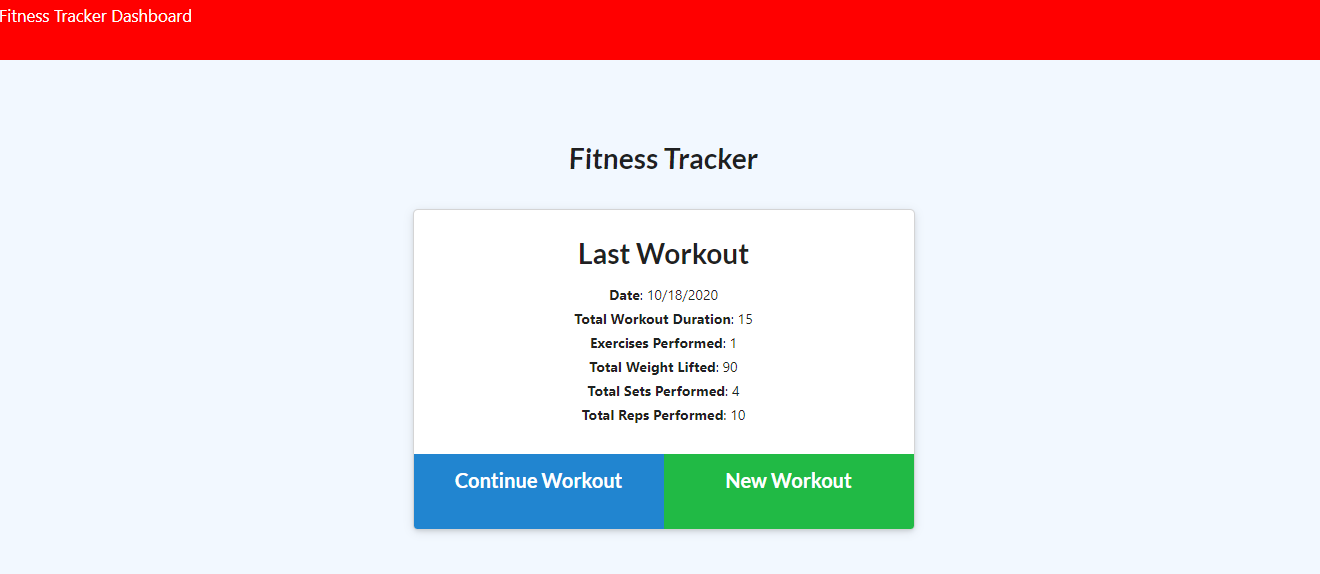 Fitness Tracker Dashboard
Fitness Tracker
Last Workout
Date: 10/18/2020
Total Workout Duration: 15
Exercises Performed: 1
Total Weight Lifted: 90
Total Sets Performed: 4
Total Reps Performed: 10
Continue Workout
New Workout